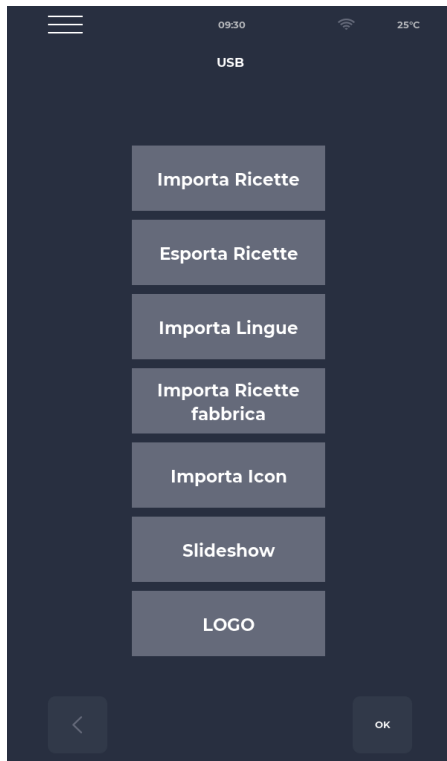 09:30 25°C
USB
Importa Ricette
Esporta Ricette
Importa Lingue
Importa Ricette
fabbrica
Importa Icon
Slideshow
LOGO
OK